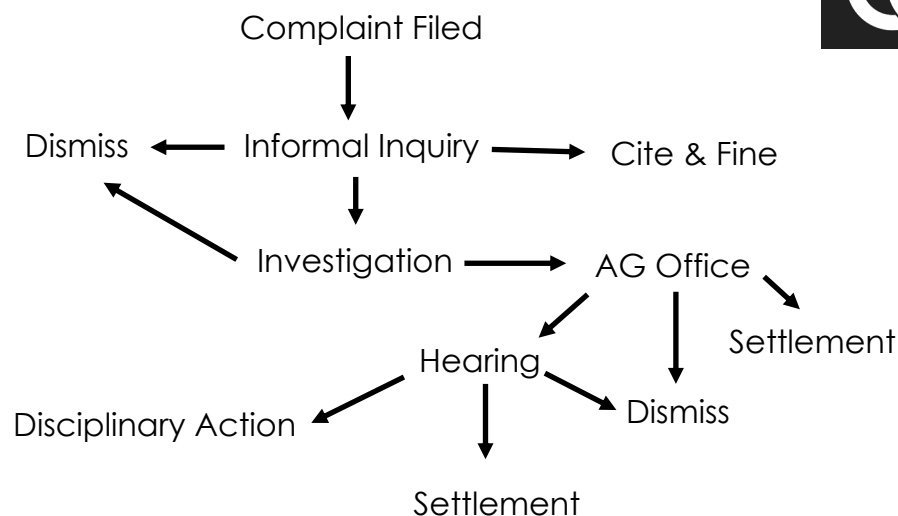 Complaint Filed
Dismiss
Informal Inquiry
Cite & Fine
Investigation
AG Office
Settlement
Hearing
Dismiss
Disciplinary Action
Settlement